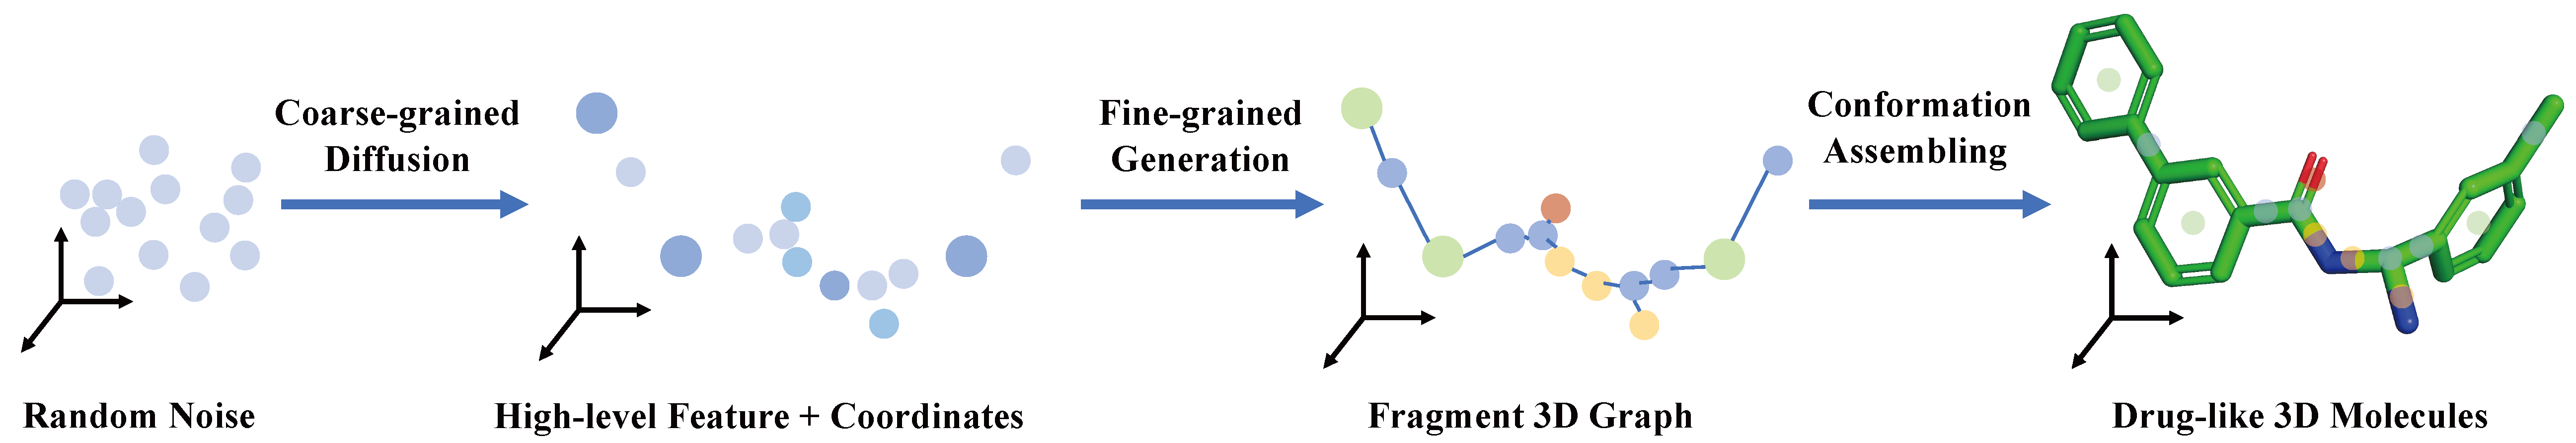 Coarse-grained
Diffusion
Fine-grained
Generation
Conformation
Assembling
Random Noise
High-level Feature + Coordinates
Fragment 3D Graph
Drug-like 3D Molecules